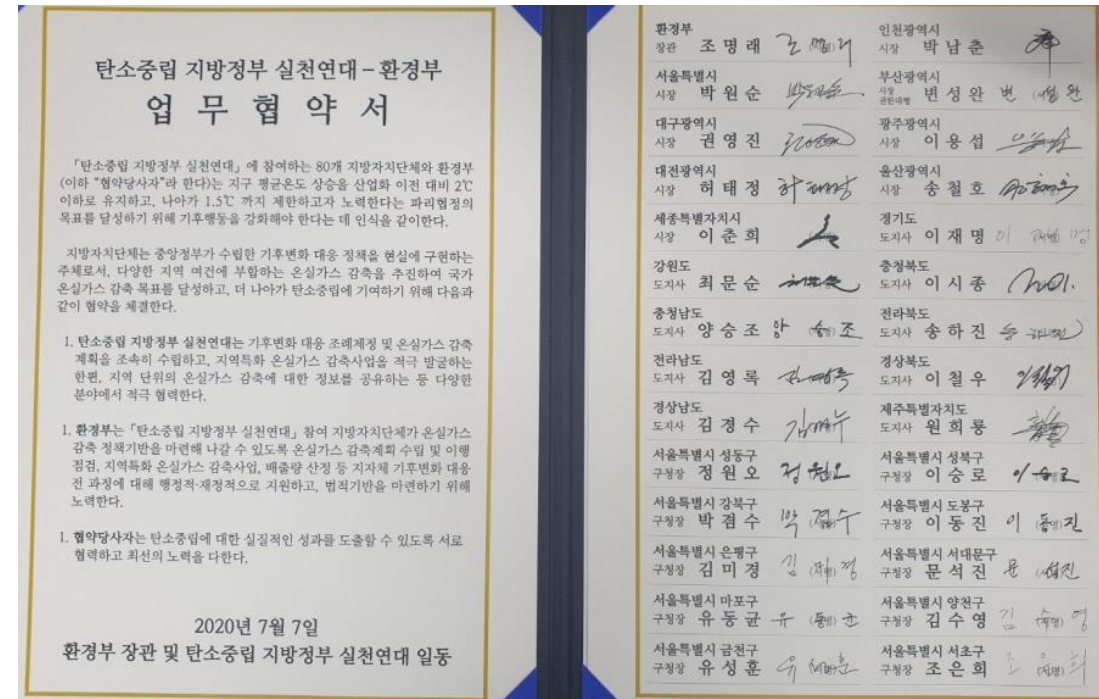 탄소중립 지방정부 실천연대 – 환경부
업 무 협 약 서
「탄소중립 지방정부 실천연대」에 참여하는 80개 지방자치단체와 환경부
(이하 “협약당사자”라 한다)는 지구 평균온도 상승을 산업화 이전 대비 2℃
이하로 유지하고, 나아가 1.5℃ 까지 제한하고자 노력한다는 파리협정의
목표를 달성하기 위해 기후행동을 강화해야 한다는 데 인식을 같이한다.
지방자치단체는 중앙정부가 수립한 기후변화 대응 정책을 현실에 구현하는
주체로서, 다양한 지역 여건에 부합하는 온실가스 감축을 추진하여 국가
온실가스 감축 목표를 달성하고, 더 나아가 탄소중립에 기여하기 위해 다음과
같이 협약을 체결한다.
1. 탄소중립 지방정부 실천연대는 기후변화 대응 조례제정 및 온실가스 감축
계획을 조속히 수립하고, 지역특화 온실가스 감축사업을 적극 발굴하는
한편, 지역 단위의 온실가스 감축에 대한 정보를 공유하는 등 다양한
분야에서 적극 협력한다.
1. 환경부는 「탄소중립 지방정부 실천연대」 참여 지방자치단체가 온실가스
감축 정책기반을 마련해 나갈 수 있도록 온실가스 감축계획 수립 및 이행
점검, 지역특화 온실가스 감축사업, 배출량 산정 등 지자체 기후변화 대응
전 과정에 대해 행정적·재정적으로 지원하고, 법적기반을 마련하기 위해
노력한다.
1. 협약당사자는 탄소중립에 대한 실질적인 성과를 도출할 수 있도록 서로
협력하고 최선의 노력을 다한다.
2020년 7월 7일
환경부 장관 및 탄소중립 지방정부 실천연대 일동
환경부
장관 조 명 래
인천광역시
시장 박 남 춘
서울특별시
시장 박 원 순
부산광역시
시장 권한대행 변 성 완
대구광역시
시장 권 영 진
광주광역시
시장 이 용 섭
대전광역시
시장 허 태 정
울산광역시
시장 송 철 호
세종특별자치시
시장 이 춘 희
경기도
도지사 이 재 명
강원도
도지사 최 문 순
충청북도
도지사 이 시 종
충청남도
도지사 양 승 조
전라북도
도지사 송 하 진
전라남도
도지사 김 영 록
경상북도
도지사 이 철 우
경상남도
도지사 김 경 수
제주특별자치도
도지사 원 희 룡
서울특별시 성동구
구청장 정 원 오
서울특별시 성북구
구청장 이 승 로
서울특별시 강북구
구청장 박 겸 수
서울특별시 도봉구
구청장 이 동 진
서울특별시 은평구
구청장 김 미 경
서울특별시 서대문구
구청장 문 석 진
서울특별시 마포구
구청장 유 동 균
서울특별시 양천구
구청장 김 수 영
서울특별시 금천구
구청장 유 성 훈
서울특별시 서초구
구청장 조 은 희